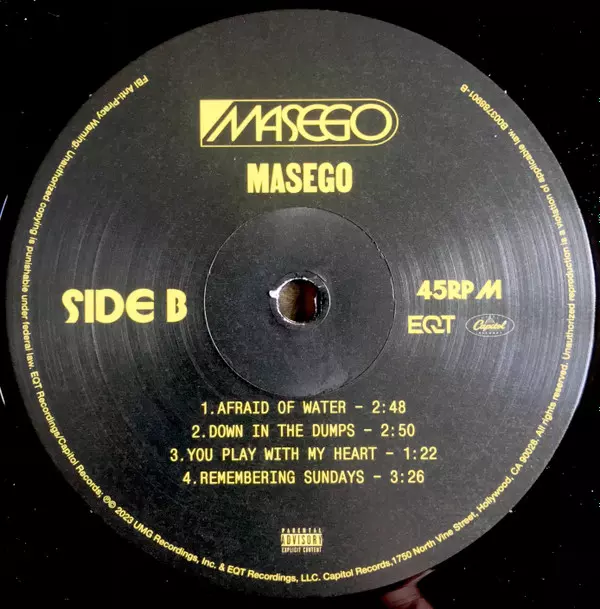 MASEGO
MASEGO
SIDE B
45RPM
EQT
Capitol
RECORDS
1.AFRAID OF WATER - 2:48
2.DOWN IN THE DUMPS - 2:50
3.YOU PLAY WITH MY HEART - 1:22
4.REMEMBERING SUNDAYS - 3:26
PARENTAL
ADVISORY
EXPLICIT CONTENT
FBI Anti-Piracy Warning: Unauthorized copying is punishable under federal law. EQT Recordings/Capitol Records; ℗© 2023 UMG Recordings, Inc. & EQT Recordings, LLC. Capitol Records,1750 North Vine Street, Hollywood, CA 90028. All rights reserved. Unauthorized reproduction is a violation of applicable law. B003788901-B